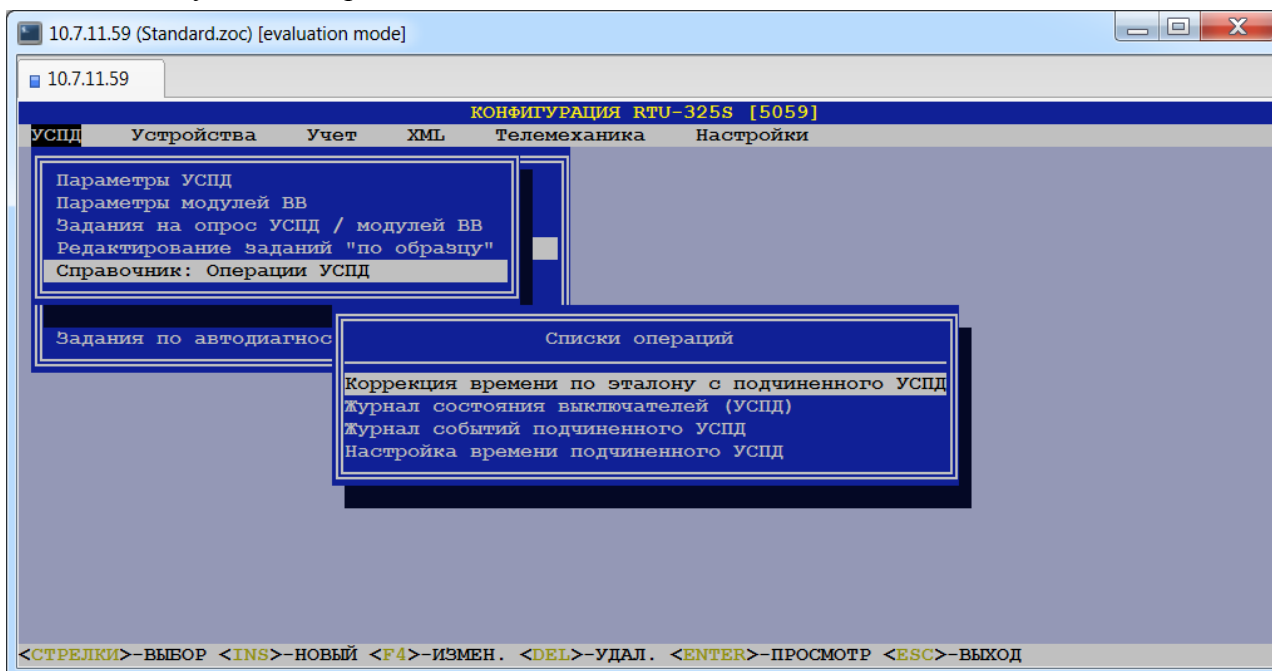 10.7.11.59 (Standard.zoc) [evaluation mode]
10.7.11.59
КОНФИГУРАЦИЯ RTU-325S [5059]
УСПД Устройства Учет XML Телемеханика Настройки
Параметры УСПД
Параметры модулей ВВ
Задания на опрос УСПД / модулей ВВ
Редактирование заданий "по образцу"
Справочник: Операции УСПД
Задания по автодиагнос
Списки операций
Коррекция времени по эталону с подчиненного УСПД
Журнал состояния выключателей (УСПД)
Журнал событий подчиненного УСПД
Настройка времени подчиненного УСПД
<СТРЕЛКИ>-ВЫБОР <INS>-НОВЫЙ <F4>-ИЗМЕН. <DEL>-УДАЛ. <ENTER>-ПРОСМОТР <ESC>-ВЫХОД